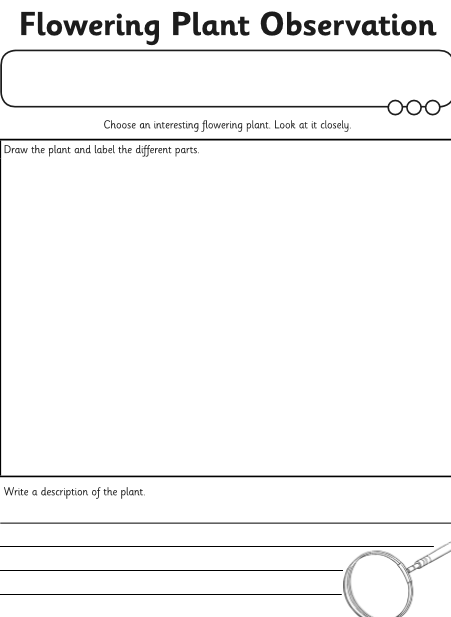 Flowering Plant Observation
Choose an interesting flowering plant. Look at it closely.
Draw the plant and label the different parts.
Write a description of the plant.